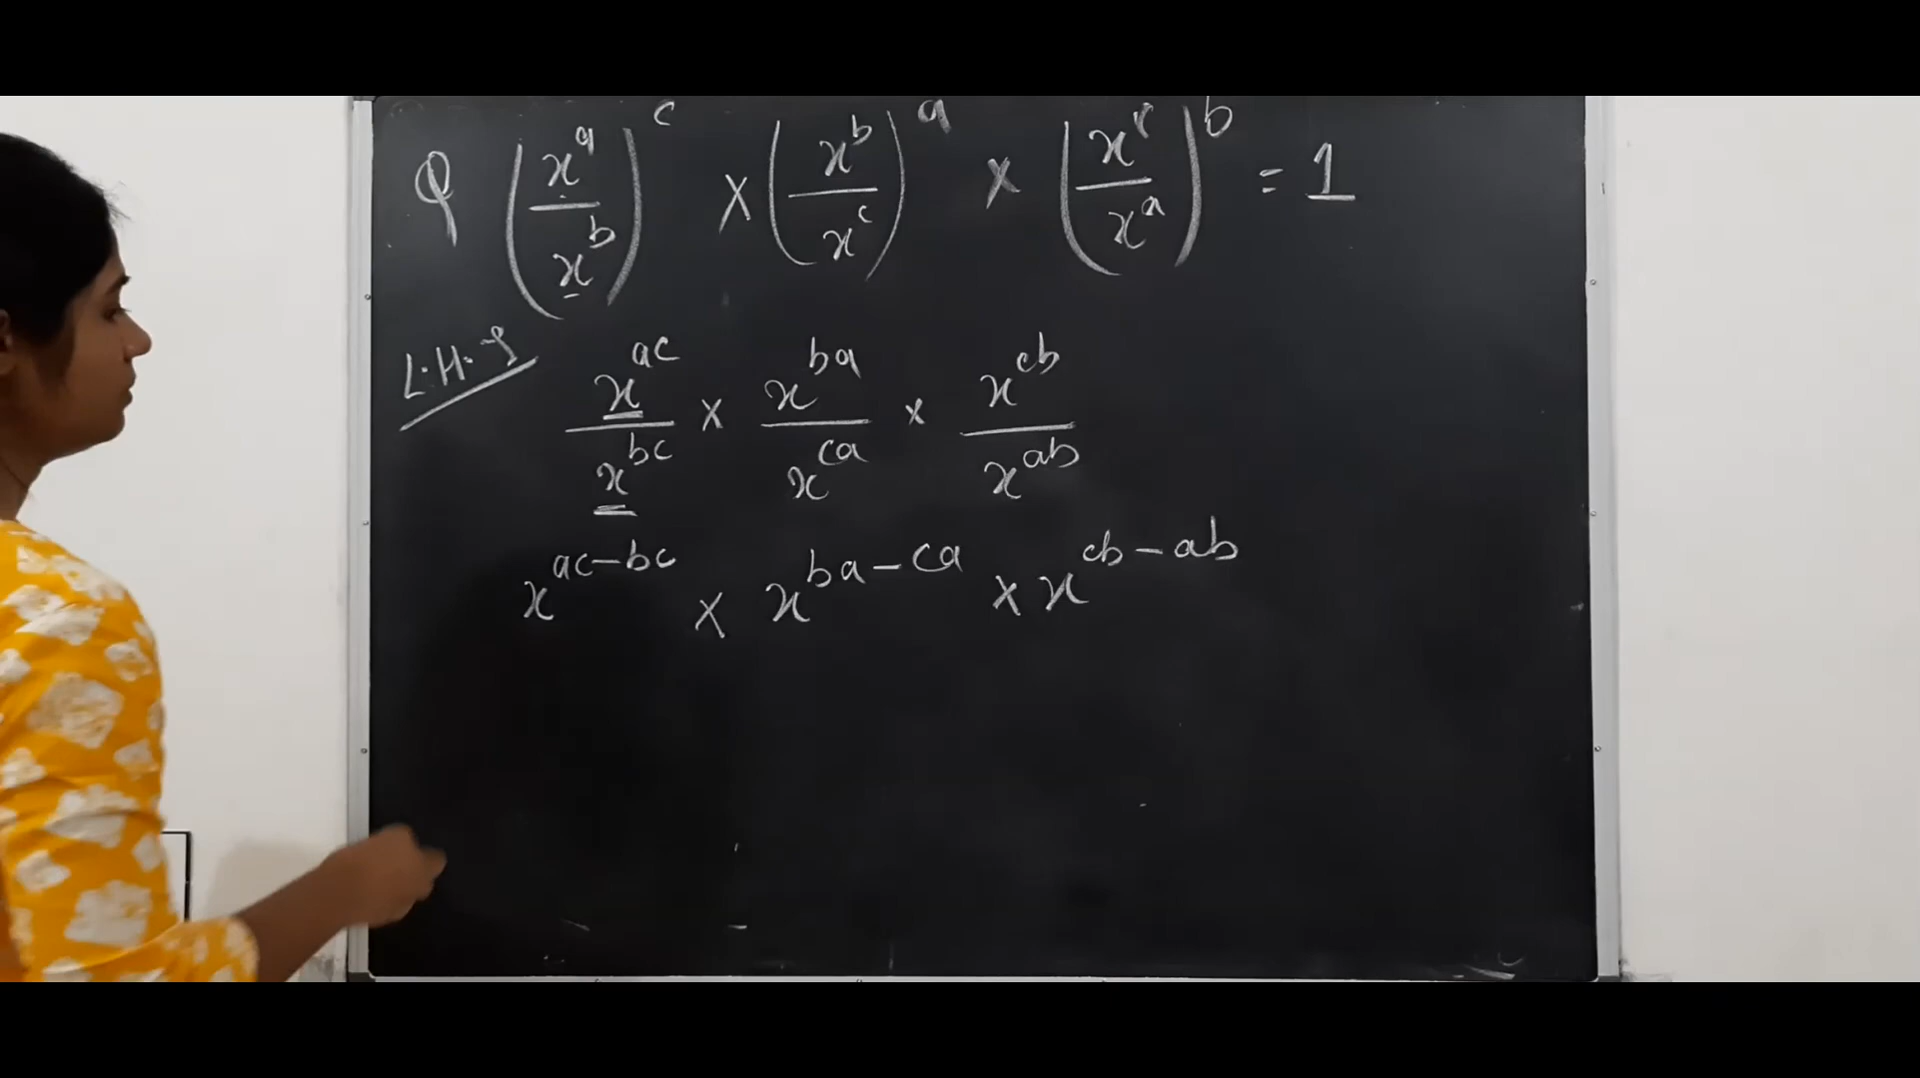 Q (x^a/x^b)^c × (x^b/x^c)^a × (x^c/x^a)^b = 1
L.H.S x^ac/x^bc × x^ba/x^ca × x^cb/x^ab
x^ac-bc × x^ba-ca × x^cb-ab